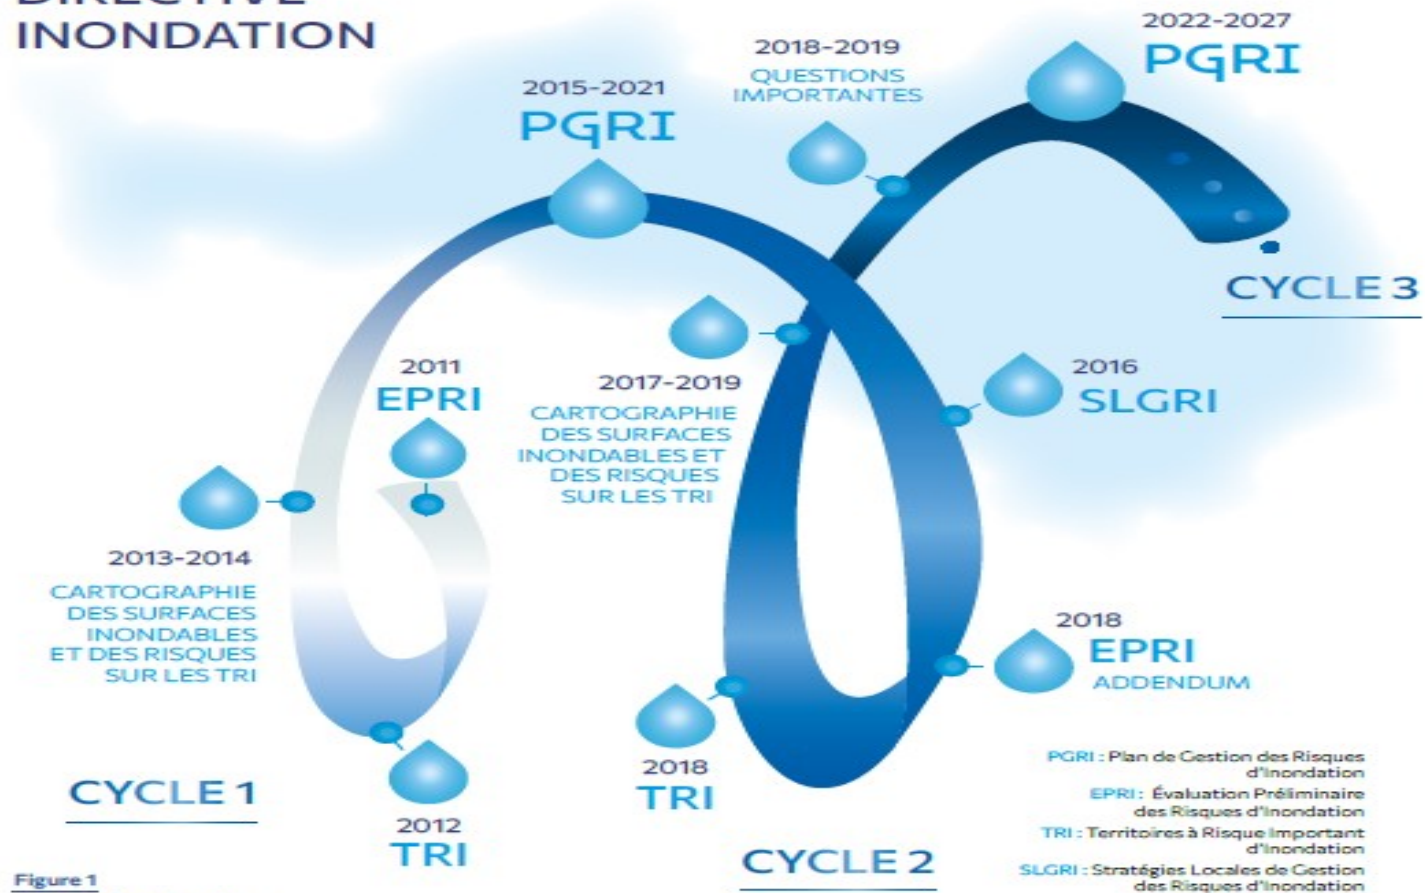 DIRECTIVE
INONDATION
2015-2021
PGRI
2018-2019
QUESTIONS
IMPORTANTES
2022-2027
PGRI
CYCLE 3
2011
EPRI
2017-2019
CARTOGRAPHIE
DES SURFACES
INONDABLES ET
DES RISQUES
SUR LES TRI
2016
SLGRI
2013-2014
CARTOGRAPHIE
DES SURFACES
INONDABLES
ET DES RISQUES
SUR LES TRI
2018
EPRI
ADDENDUM
CYCLE 1
2012
TRI
2018
TRI
CYCLE 2
PGRI : Plan de Gestion des Risques
d'Inondation
EPRI : Évaluation Préliminaire
des Risques d'Inondation
TRI : Territoires à Risque Important
d'Inondation
SLGRI : Stratégies Locales de Gestion
des Risques d'Inondation
Figure 1